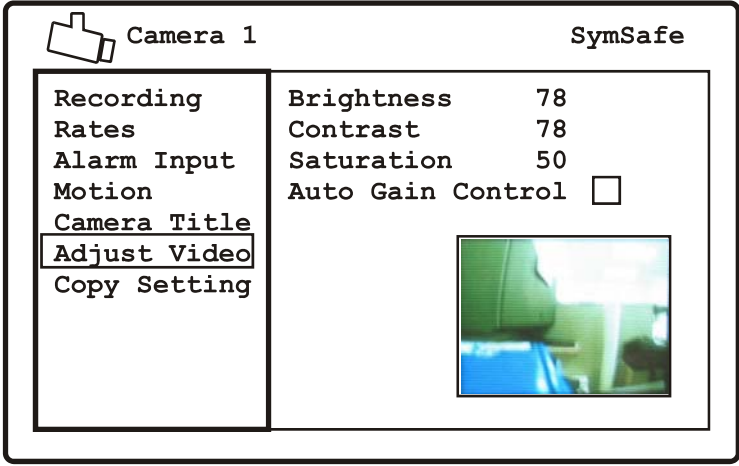 Camera 1
SymSafe
Recording
Rates
Alarm Input
Motion
Camera Title
Adjust Video
Copy Setting
Brightness 78
Contrast 78
Saturation 50
Auto Gain Control